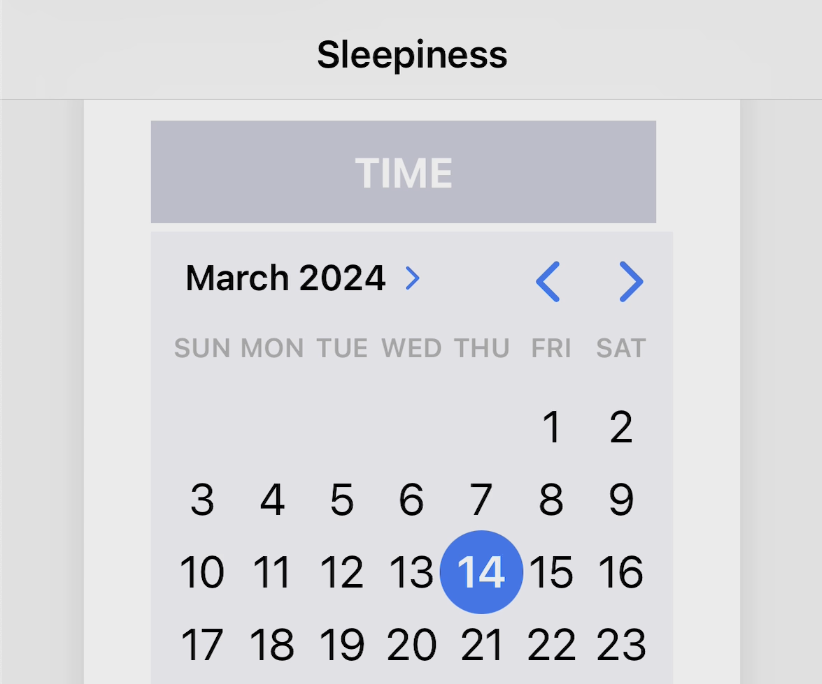 Sleepiness
TIME
March 2024
SUN MON TUE WED THU FRI SAT
1 2
3 4 5 6 7 8 9
10 11 12 13 14 15 16
17 18 19 20 21 22 23